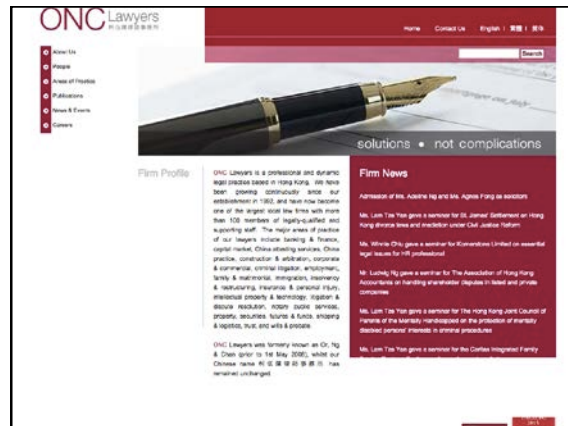 ONC Lawyers
柯伍陳律師事務所
Home Contact Us English | 繁體 | 简体
Search
About Us
People
Areas of Practice
Publications
News & Events
Careers
solutions • not complications
Firm Profile
ONC Lawyers is a professional and dynamic
legal practice based in Hong Kong. We have
been growing continuously since our
establishment in 1992, and have now become
one of the largest local law firms with more
than 100 members of legally-qualified and
supporting staff. The major areas of practice
of our lawyers include banking & finance,
capital market, China attesting services, China
practice, construction & arbitration, corporate
& commercial, criminal litigation, employment,
family & matrimonial, immigration, insolvency
& restructuring, insurance & personal injury,
intellectual property & technology, litigation &
dispute resolution, notary public services,
property, securities, futures & funds, shipping
& logistics, trust, and wills & probate.
ONC Lawyers was formerly known as Or, Ng
& Chan (prior to 1st May 2008), whilst our
Chinese name 柯伍陳律師事務所 has
remained unchanged.
Firm News
Admission of Ms. Adeline Ng and Ms. Agnes Fong as solicitors
Ms. Lam Tze Yan gave a seminar for St. James' Settlement on Hong
Kong divorce laws and mediation under Civil Justice Reform
Ms. Winnie Chiu gave a seminar for Kornerstone Limited on essential
legal issues for HR professional
Mr. Ludwig Ng gave a seminar for The Association of Hong Kong
Accountants on handling shareholder disputes in listed and private
companies
Ms. Lam Tze Yan gave a seminar for The Hong Kong Joint Council of
Parents of the Mentally Handicapped on the protection of mentally
disabled persons' interests in criminal procedures
Ms. Lam Tze Yan gave a seminar for the Caritas Integrated Family